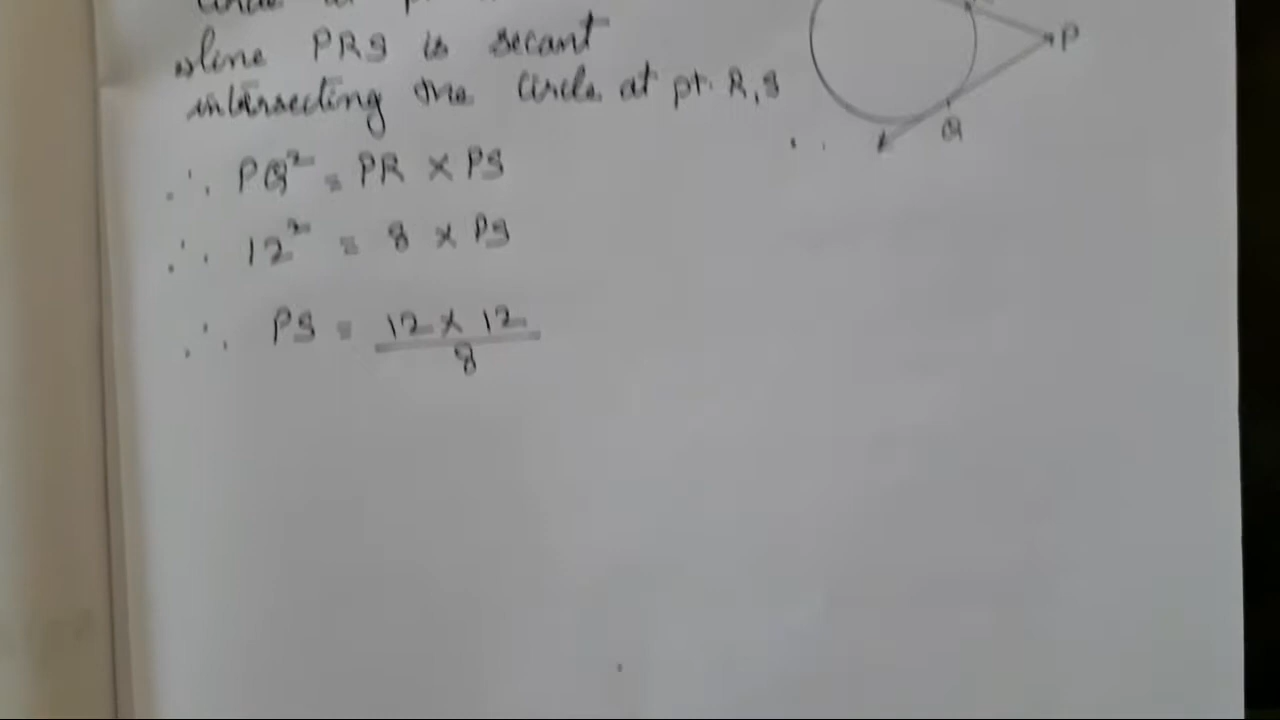 line PRS is secant
intersecting the circle at pt. R, S
∴ PQ² = PR × PS
∴ 12² = 8 × PS
∴ PS = 12 × 12 / 8
P
Q